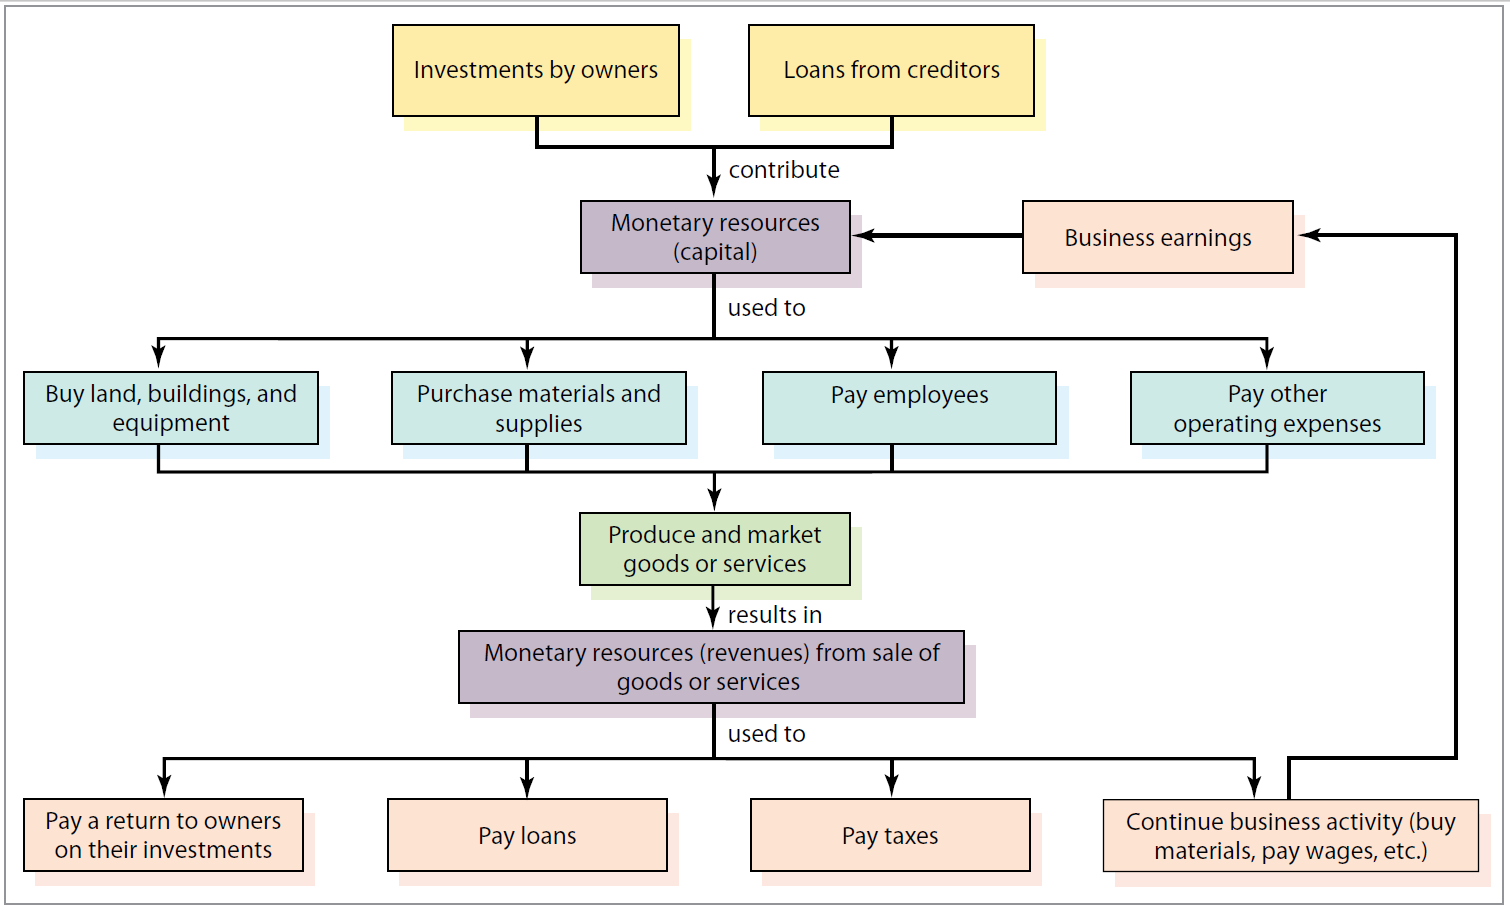 Investments by owners
Loans from creditors
contribute
Monetary resources
(capital)
Business earnings
used to
Buy land, buildings, and
equipment
Purchase materials and
supplies
Pay employees
Pay other
operating expenses
Produce and market
goods or services
results in
Monetary resources (revenues) from sale of
goods or services
used to
Pay a return to owners
on their investments
Pay loans
Pay taxes
Continue business activity (buy
materials, pay wages, etc.)